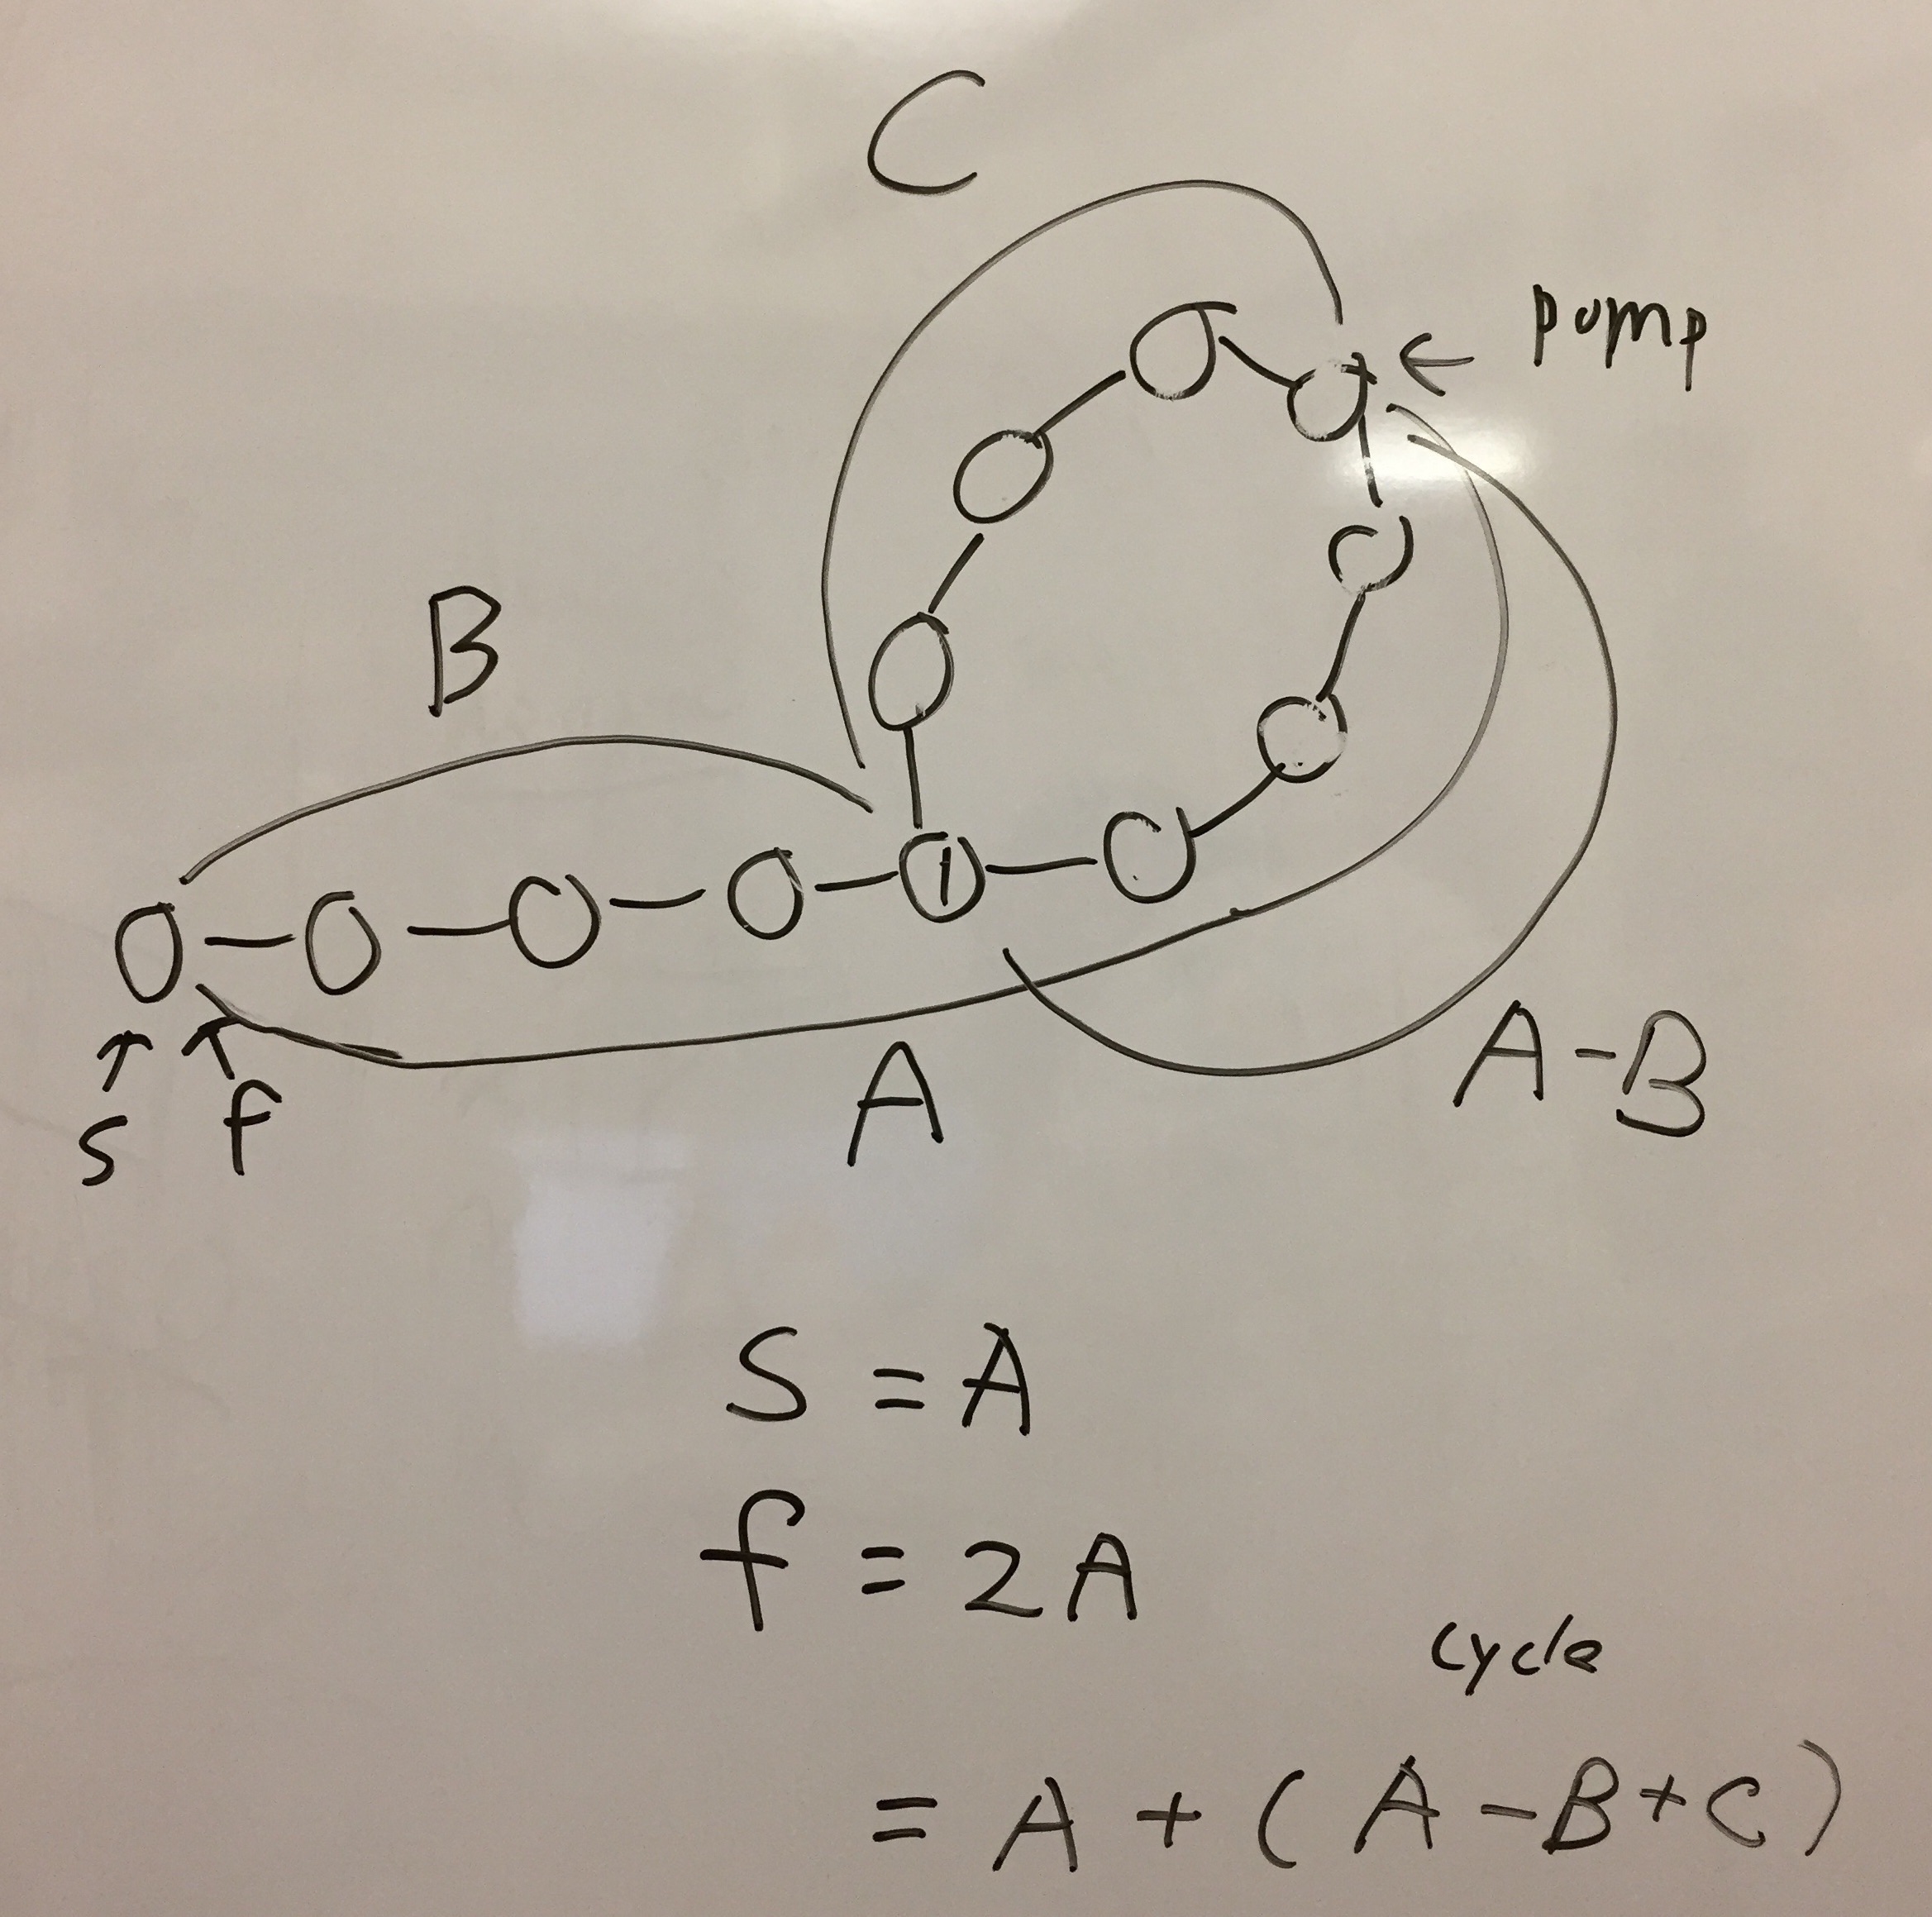 C
pump
B
1
A
A-B
s
f
S = A
f = 2A
cycle
= A + (A-B+C)